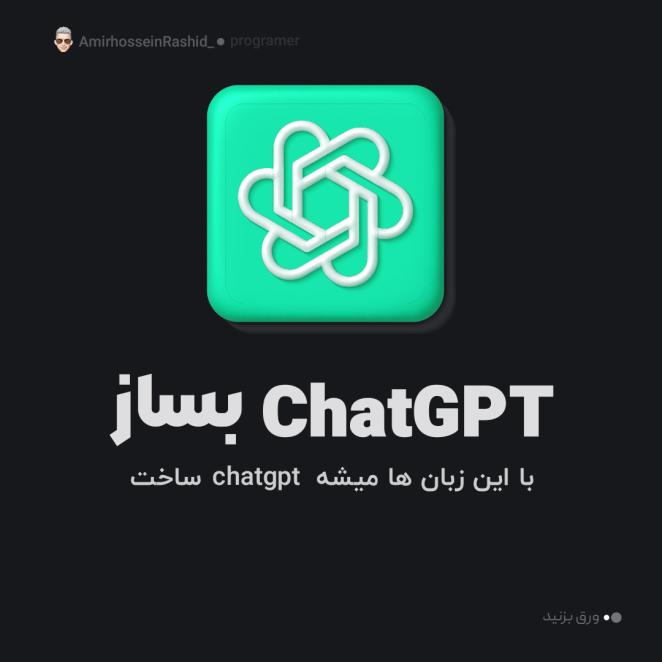 AmirhosseinRashid_ programer
ChatGPT بساز
با این زبان ها میشه chatgpt ساخت
ورق بزنید